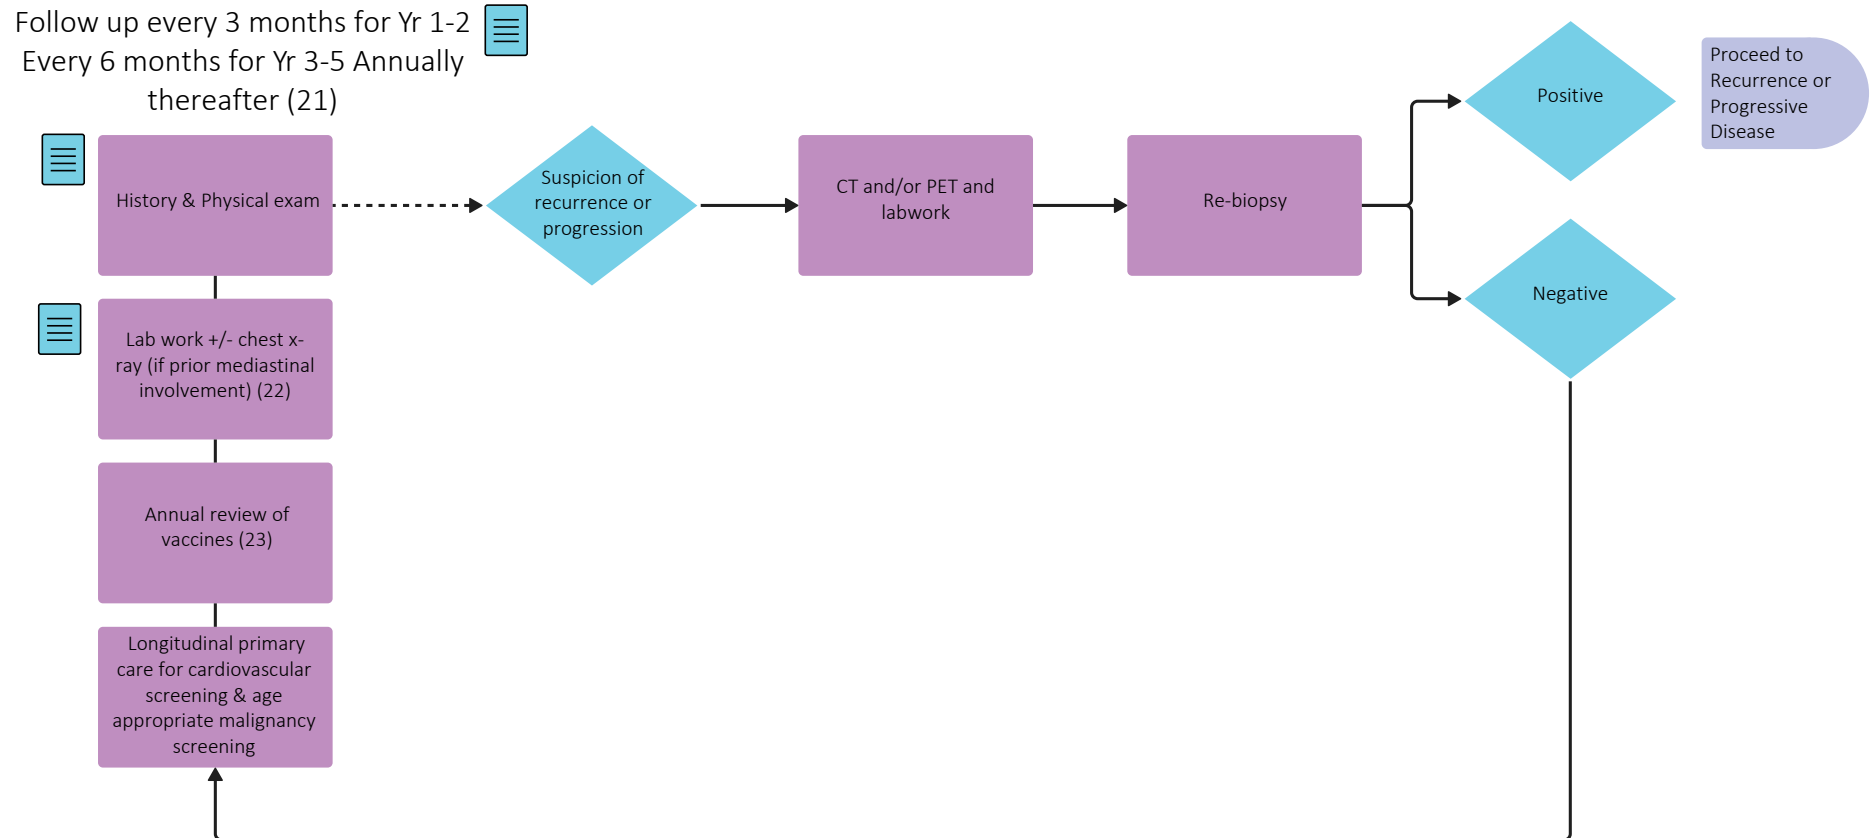 Follow up every 3 months for Yr 1-2
Every 6 months for Yr 3-5 Annually
thereafter (21)
History & Physical exam
Suspicion of
recurrence or
progression
CT and/or PET and
labwork
Re-biopsy
Positive
Proceed to
Recurrence or
Progressive
Disease
Negative
Lab work +/- chest x-
ray (if prior mediastinal
involvement) (22)
Annual review of
vaccines (23)
Longitudinal primary
care for cardiovascular
screening & age
appropriate malignancy
screening